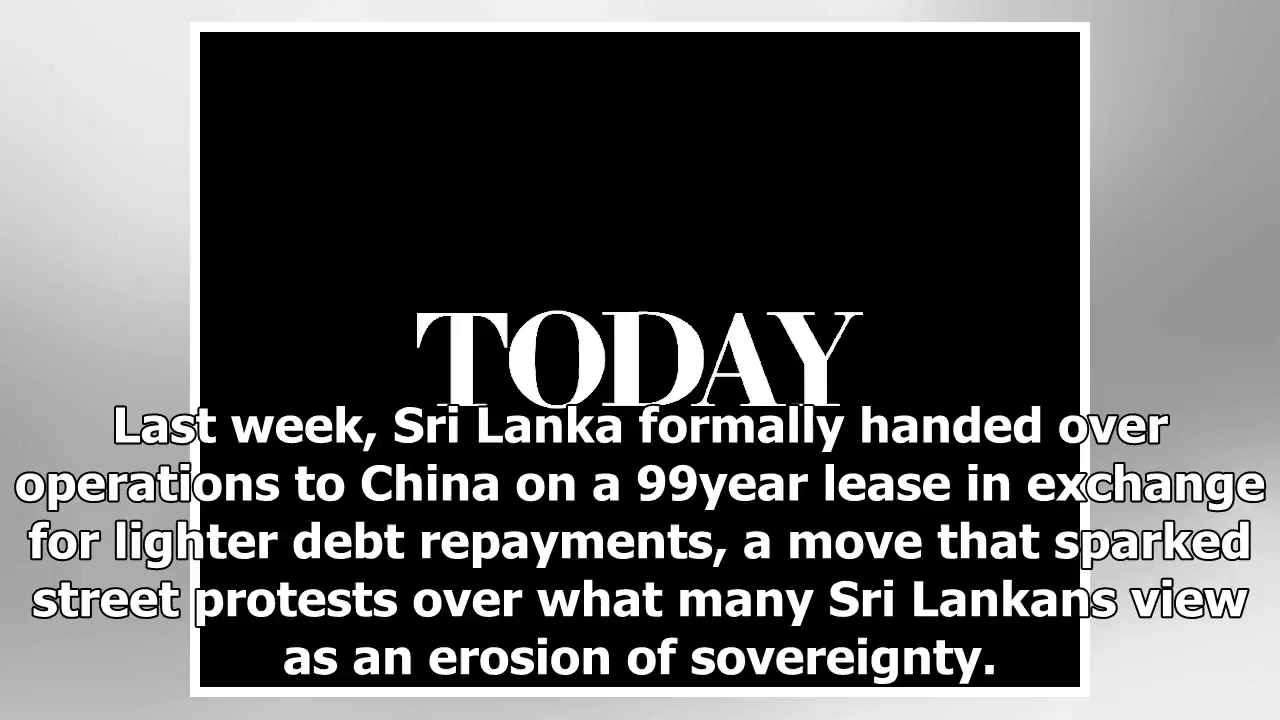 TODAY
Last week, Sri Lanka formally handed over
operations to China on a 99year lease in exchange
for lighter debt repayments, a move that sparked
street protests over what many Sri Lankans view
as an erosion of sovereignty.